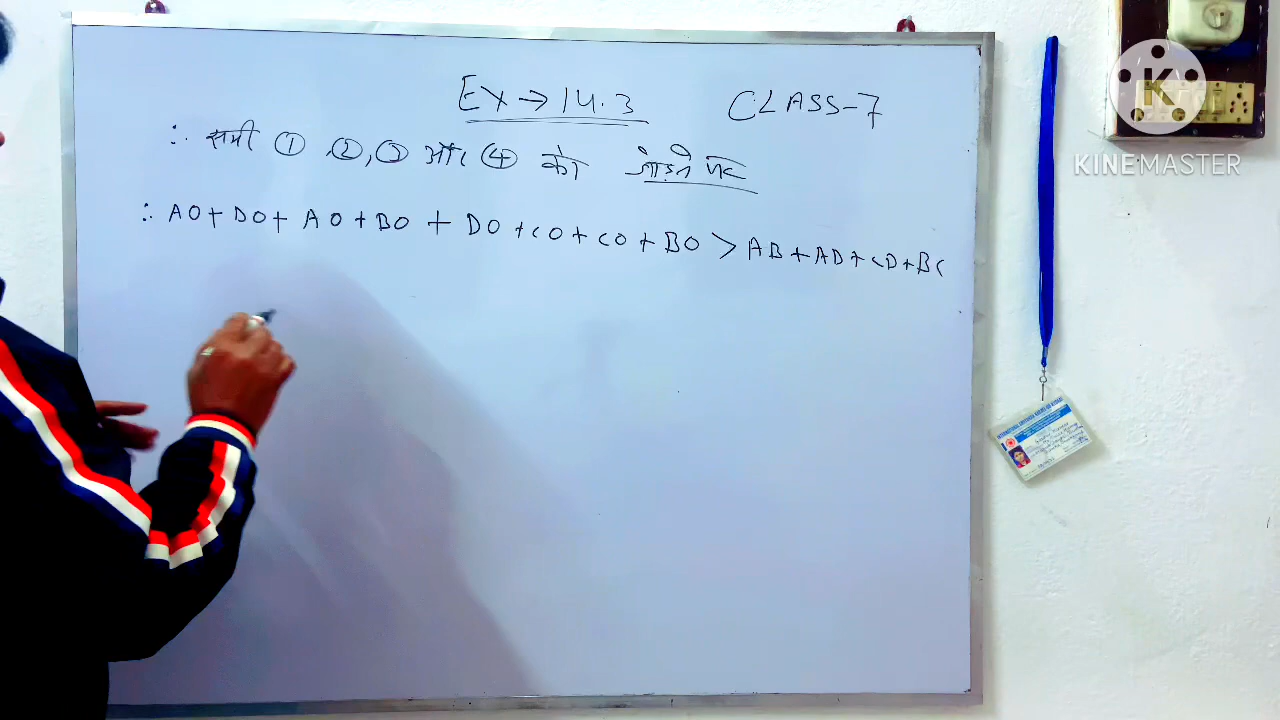 Ex → 14.3 CLASS-7
∴ सभी ① ②, ③ और ④ को जोड़ने पर
∴ AO + DO + AO + BO + DO + CO + CO + BO > AB + AD + CD + BC
K
KINEMASTER